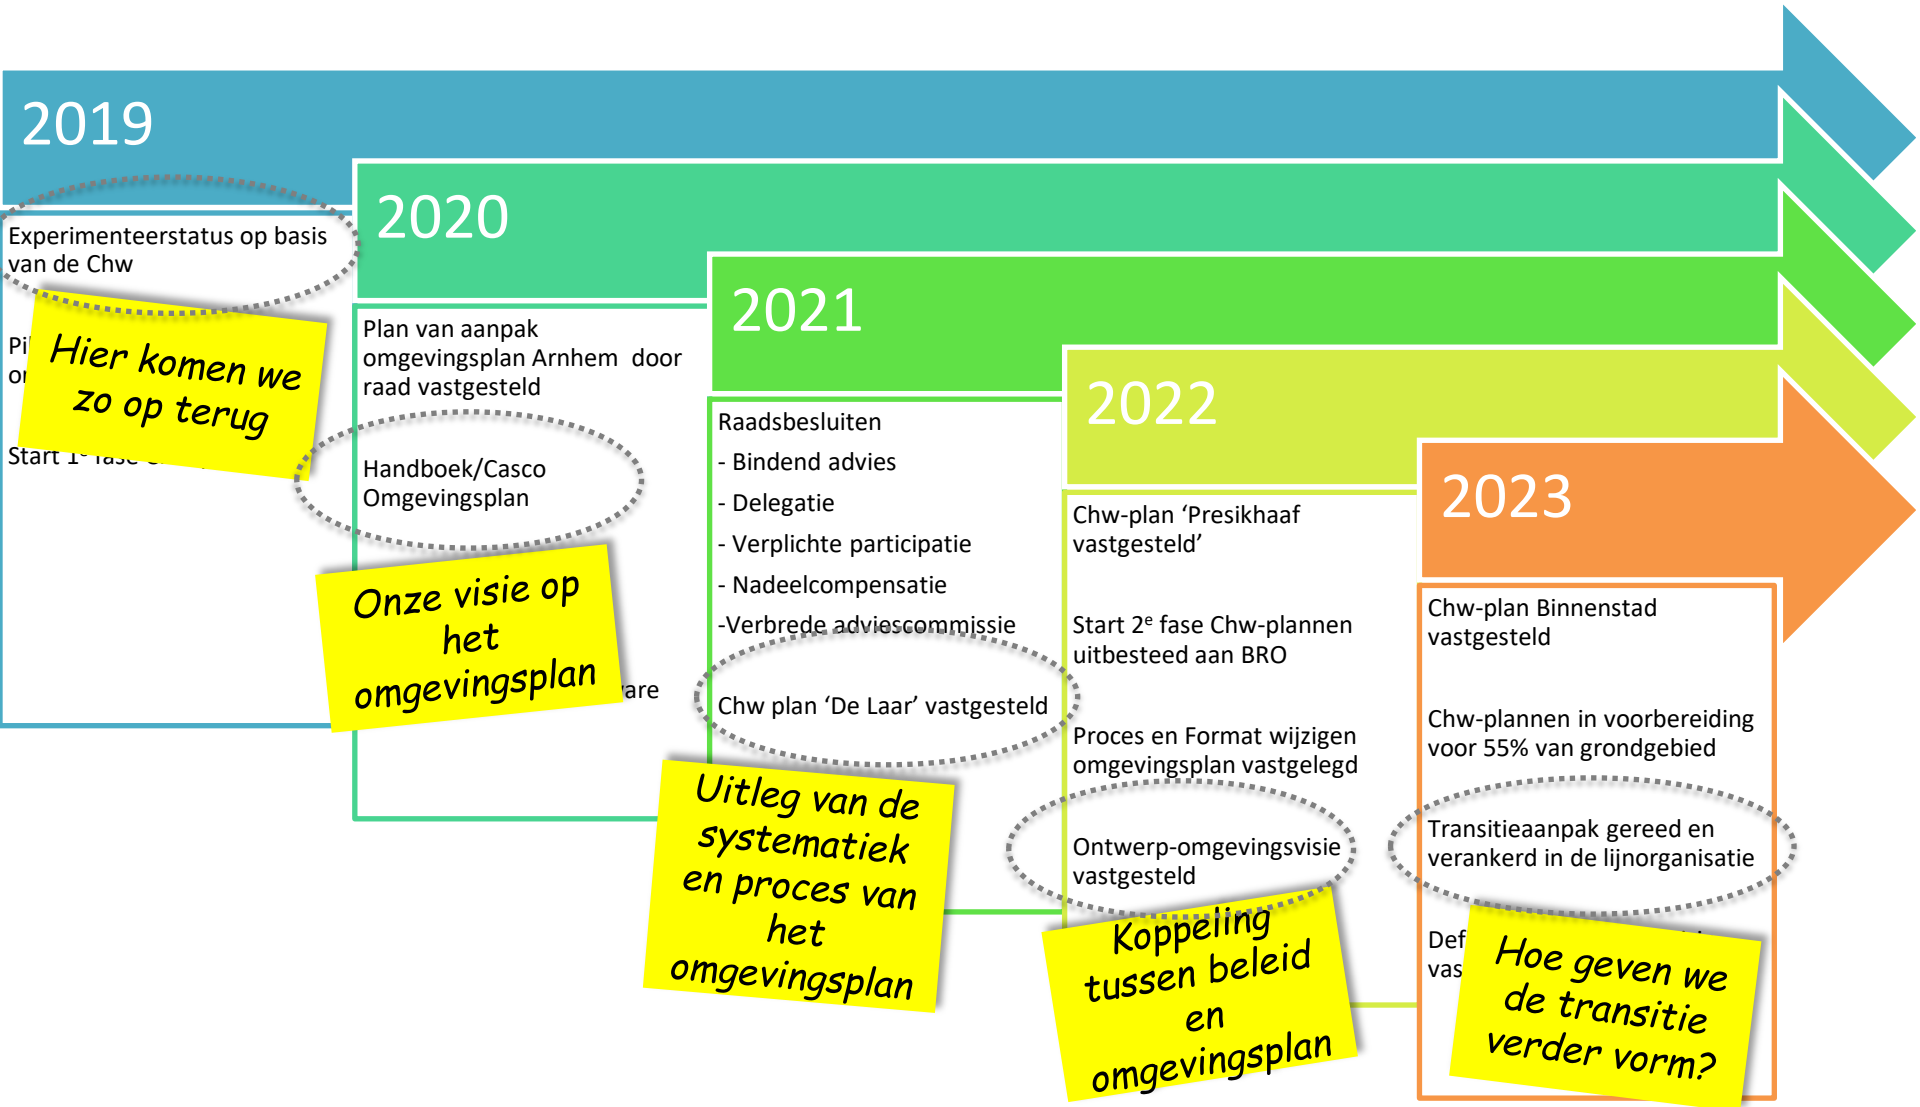 2019
Experimenteerstatus op basis
van de Chw
Hier komen we
zo op terug
Start 1e fase
2020
Plan van aanpak
omgevingsplan Arnhem door
raad vastgesteld
Handboek/Casco
Omgevingsplan
Onze visie op
het
omgevingsplan
2021
Raadsbesluiten
- Bindend advies
- Delegatie
- Verplichte participatie
- Nadeelcompensatie
-Verbrede adviescommissie
Chw plan ‘De Laar’ vastgesteld
Uitleg van de
systematiek
en proces van
het
omgevingsplan
2022
Chw-plan ‘Presikhaaf
vastgesteld’
Start 2e fase Chw-plannen
uitbesteed aan BRO
Proces en Format wijzigen
omgevingsplan vastgelegd
Ontwerp-omgevingsvisie
vastgesteld
Koppeling
tussen beleid
en
omgevingsplan
2023
Chw-plan Binnenstad
vastgesteld
Chw-plannen in voorbereiding
voor 55% van grondgebied
Transitieaanpak gereed en
verankerd in de lijnorganisatie
Hoe geven we
de transitie
verder vorm?